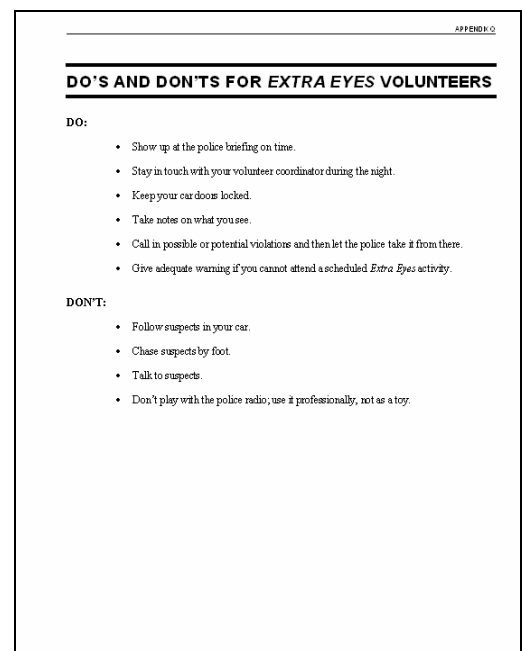 APPENDIX Q
DO'S AND DON'TS FOR EXTRA EYES VOLUNTEERS
DO:
• Show up at the police briefing on time.
• Stay in touch with your volunteer coordinator during the night.
• Keep your car doors locked.
• Take notes on what you see.
• Call in possible or potential violations and then let the police take it from there.
• Give adequate warning if you cannot attend a scheduled Extra Eyes activity.
DON'T:
• Follow suspects in your car.
• Chase suspects by foot.
• Talk to suspects.
• Don't play with the police radio; use it professionally, not as a toy.